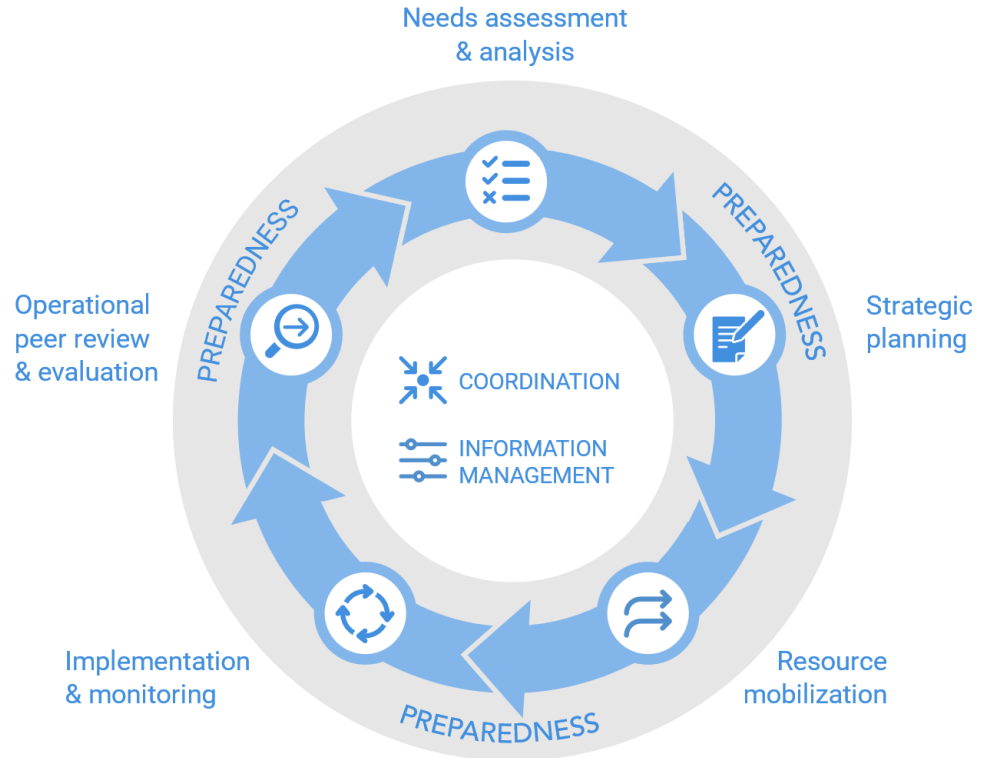 Needs assessment
& analysis
PREPAREDNESS
PREPAREDNESS
Operational
peer review
& evaluation
Strategic
planning
COORDINATION
INFORMATION
MANAGEMENT
Implementation
& monitoring
Resource
mobilization
PREPAREDNESS